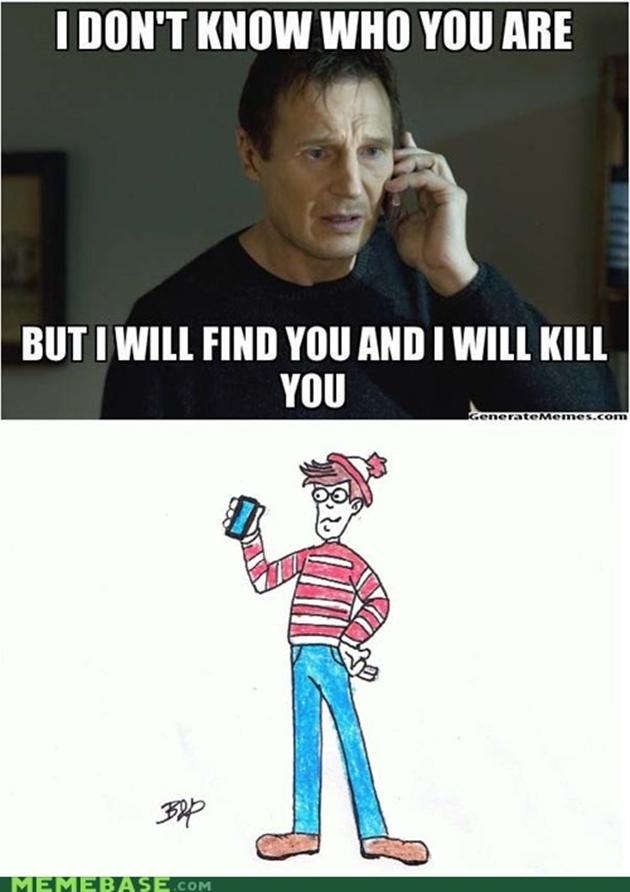 I DON'T KNOW WHO YOU ARE
BUT I WILL FIND YOU AND I WILL KILL
YOU
GenerateMemes.com
MEMEBASE.COM